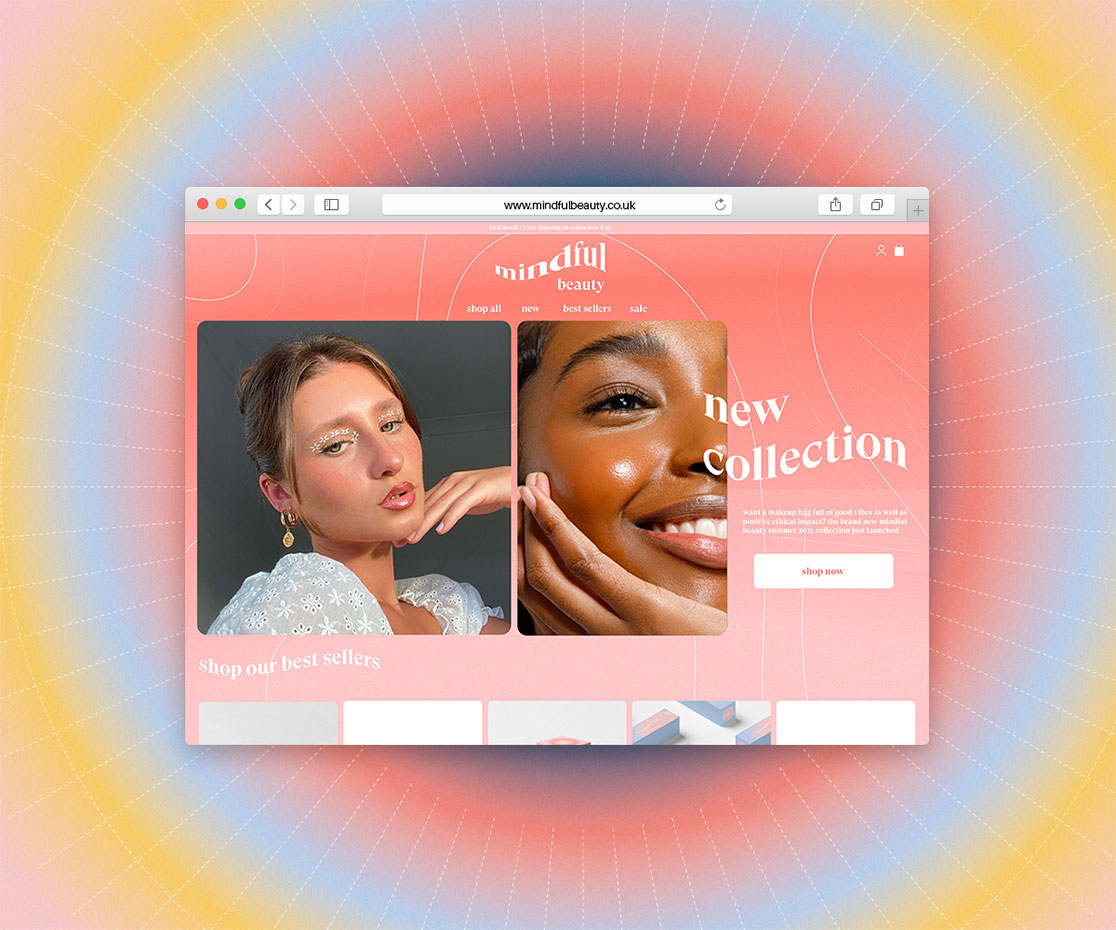 www.mindfulbeauty.co.uk
mindful
beauty
shop all new best sellers sale
new
collection
want a makeup bag full of good vibes as well as
positive ethical impact? the brand new mindful
beauty summer 2021 collection just launched.
shop now
shop our best sellers